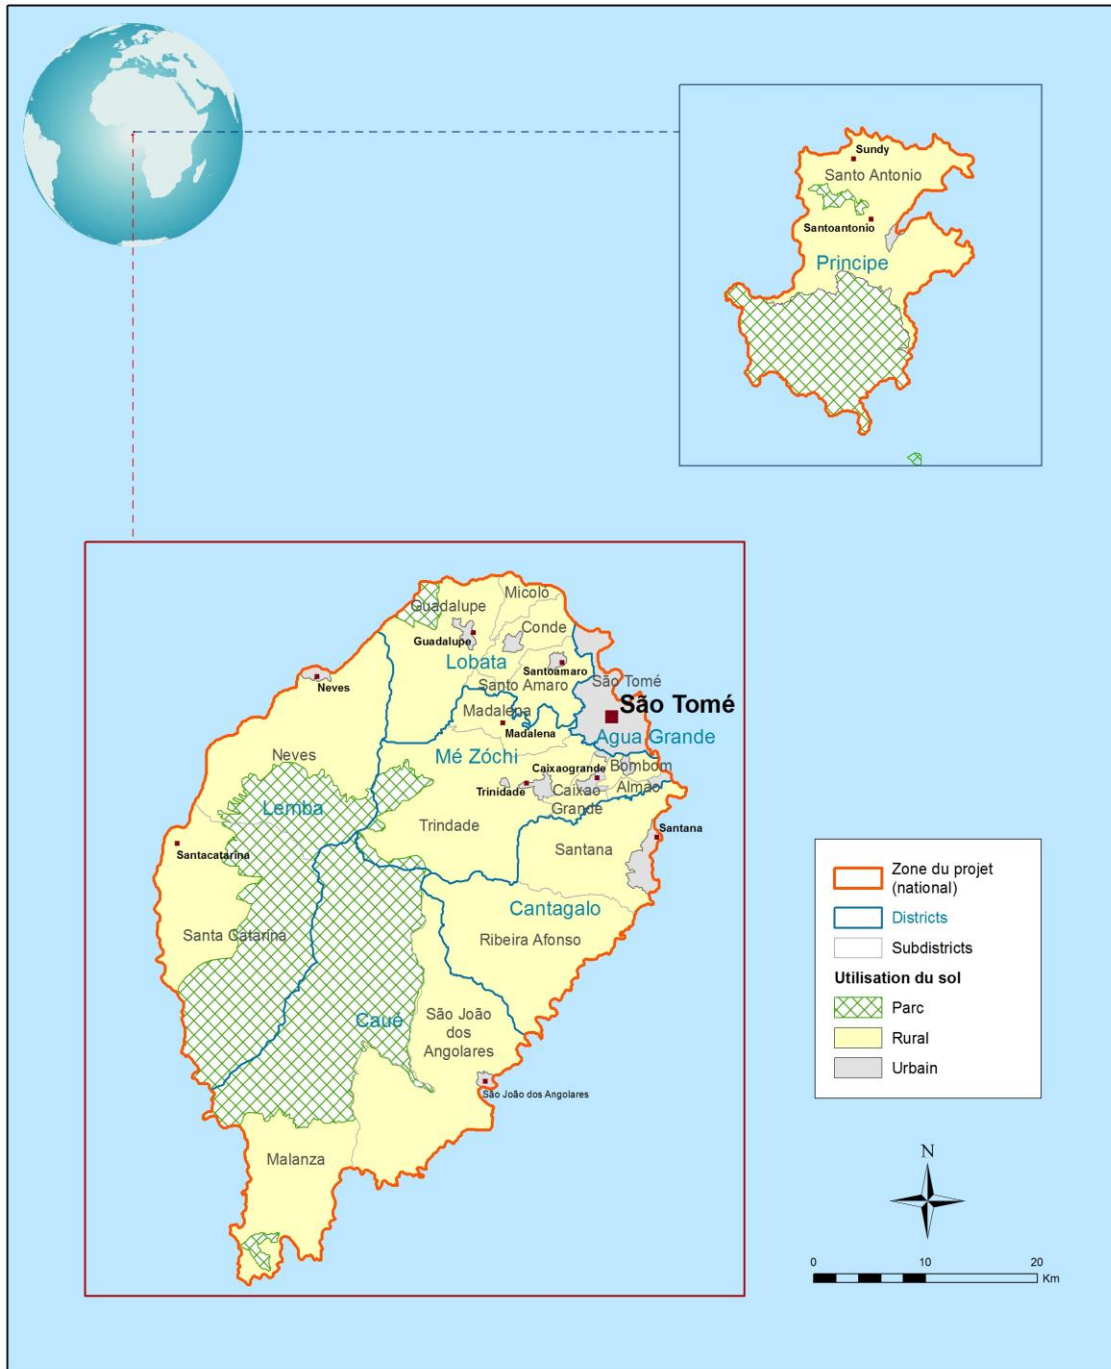 Sundy
Santo Antonio
Santoantonio
Principe
Micoló
Guadalupe
Conde
Guadalupe
Lobata
Santoamaro
Santo Amaro
São Tomé
Neves
São Tomé
Madalena
Madalena
Agua Grande
Mé Zóchi
Neves
Caixaogrande
Bombom
Trinidade
Caixao
Grande
Almao
Lemba
Trindade
Santana
Santacatarina
Santana
Cantagalo
Santa Catarina
Ribeira Afonso
Caué
São João
dos
Angolares
São João dos Angolares
Malanza
Zone du projet
(national)
Districts
Subdistricts
Utilisation du sol
Parc
Rural
Urbain
N
0 10 20
Km